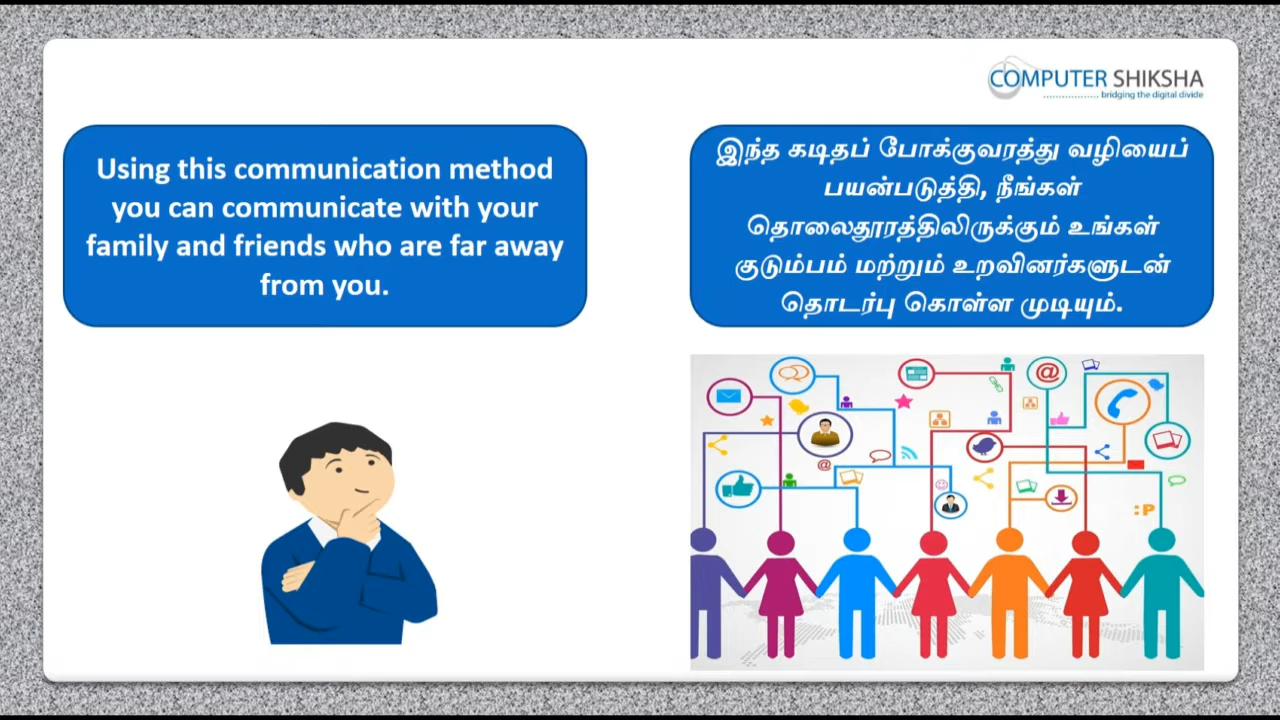 COMPUTER SHIKSHA
bridging the digital divide
Using this communication method
you can communicate with your
family and friends who are far away
from you.
இந்த கடிதப் போக்குவரத்து வழியைப்
பயன்படுத்தி, நீங்கள்
தொலைதூரத்திலிருக்கும் உங்கள்
குடும்பம் மற்றும் உறவினர்களுடன்
தொடர்பு கொள்ள முடியும்.
@
@
:P